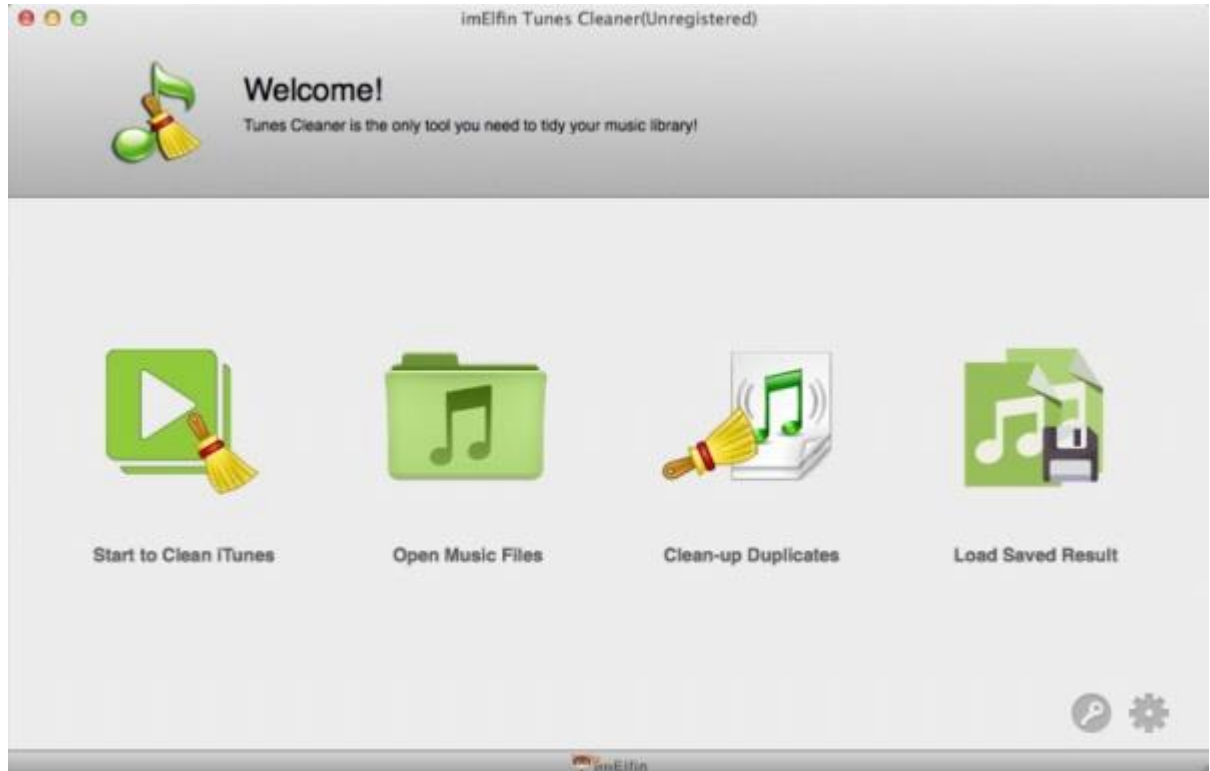 imElfin Tunes Cleaner(Unregistered)
Welcome!
Tunes Cleaner is the only tool you need to tidy your music library!
Start to Clean iTunes
Open Music Files
Clean-up Duplicates
Load Saved Result
imElfin